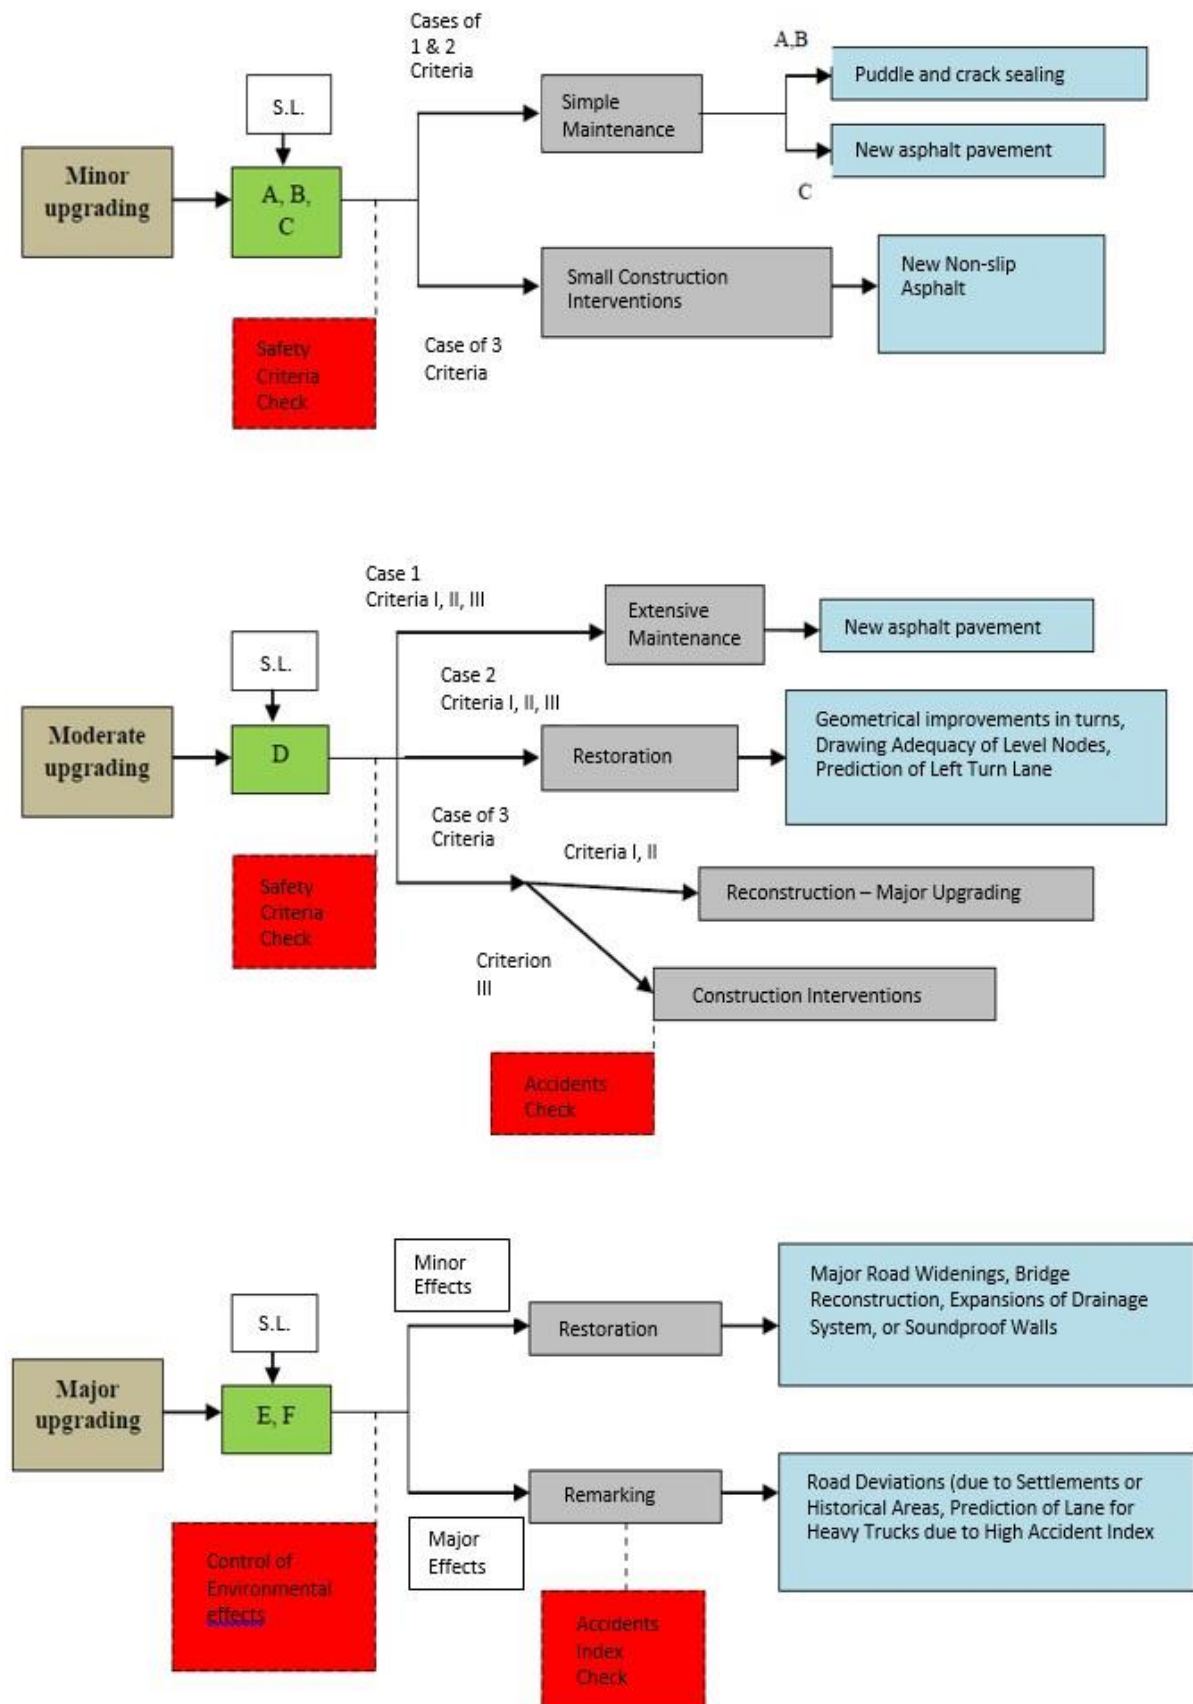 Cases of
1 & 2
Criteria
A,B
Puddle and crack sealing
S.L.
Simple
Maintenance
New asphalt pavement
C
Minor
upgrading
A, B,
C
Small Construction
Interventions
New Non-slip
Asphalt
Safety
Criteria
Check
Case of 3
Criteria
Case 1
Criteria I, II, III
Extensive
Maintenance
New asphalt pavement
S.L.
Case 2
Criteria I, II, III
Moderate
upgrading
D
Restoration
Geometrical improvements in turns,
Drawing Adequacy of Level Nodes,
Prediction of Left Turn Lane
Case of 3
Criteria
Criteria I, II
Reconstruction – Major Upgrading
Safety
Criteria
Check
Criterion
III
Construction Interventions
Accidents
Check
Minor
Effects
Major Road Widenings, Bridge
Reconstruction, Expansions of Drainage
System, or Soundproof Walls
S.L.
Restoration
Major
upgrading
E, F
Remarking
Road Deviations (due to Settlements or
Historical Areas, Prediction of Lane for
Heavy Trucks due to High Accident Index
Major
Effects
Control of
Environmental
effects
Accidents
Index
Check